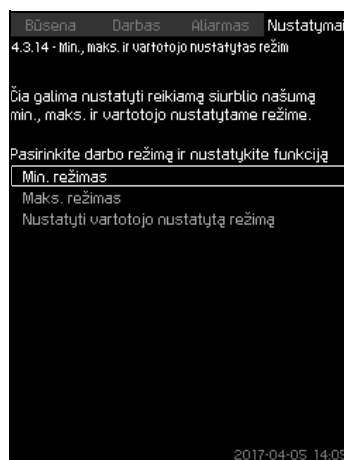 Būsena Darbas Aliarmas Nustatymai
4.3.14 - Min., maks. ir vartotojo nustatytas režim
Čia galima nustatyti reikiamą siurblio našumą
min., maks. ir vartotojo nustatytame režime.
Pasirinkite darbo režimą ir nustatykite funkciją
Min. režimas
Maks. režimas
Nustatyti vartotojo nustatytą režimą
2017-04-05 14:09